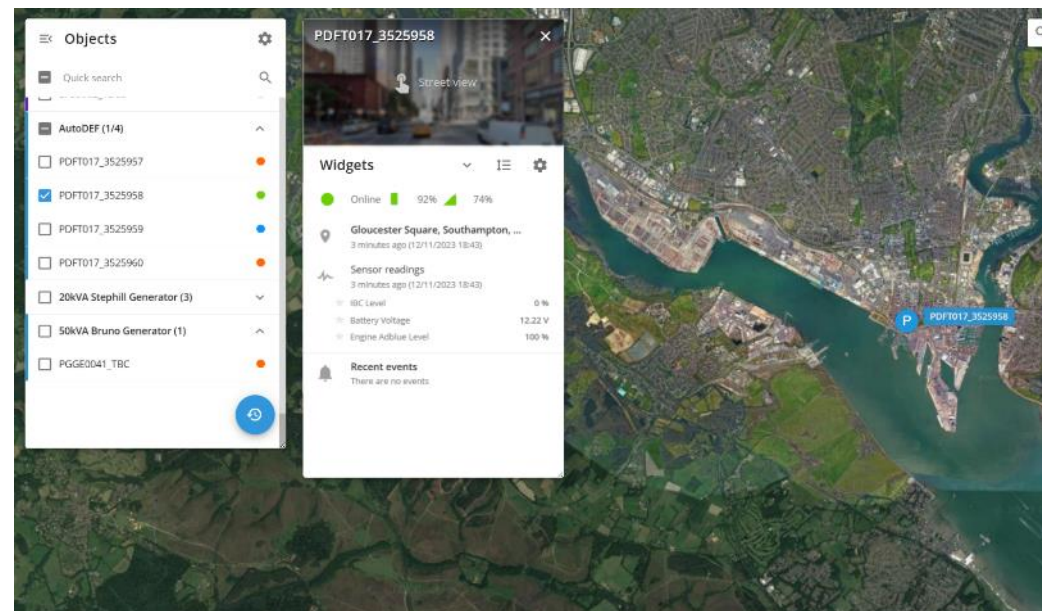 Objects
Quick search
AutoDEF (1/4)
PDFT017_3525957
PDFT017_3525958
PDFT017_3525959
PDFT017_3525960
20kVA Stephill Generator (3)
50kVA Bruno Generator (1)
PGGE0041_TBC
PDFT017_3525958
Street view
Widgets
Online 92% 74%
Gloucester Square, Southampton, ...
3 minutes ago (12/11/2023 18:43)
Sensor readings
3 minutes ago (12/11/2023 18:43)
IBC Level 0 %
Battery Voltage 12.22 V
Engine Adblue Level 100 %
Recent events
There are no events
P PDFT017_3525958